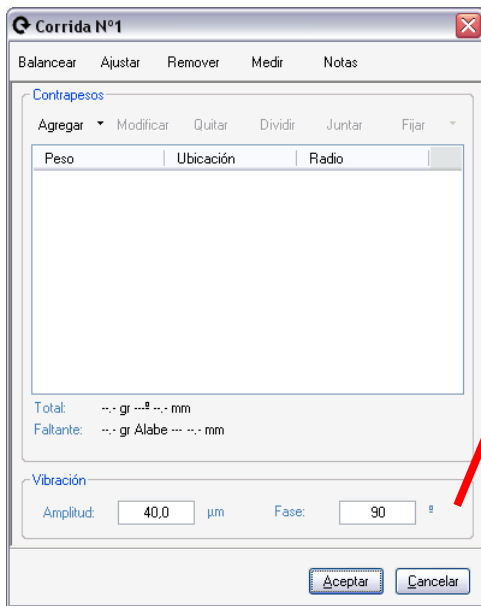 Corrida Nº1
Balancear Ajustar Remover Medir Notas
Contrapesos
Agregar Modificar Quitar Dividir Juntar Fijar
Peso Ubicación Radio
Total: --.- gr ---º --.- mm
Faltante: --.- gr Alabe --- --.- mm
Vibración
Amplitud: 40,0 µm Fase: 90 º
Aceptar Cancelar